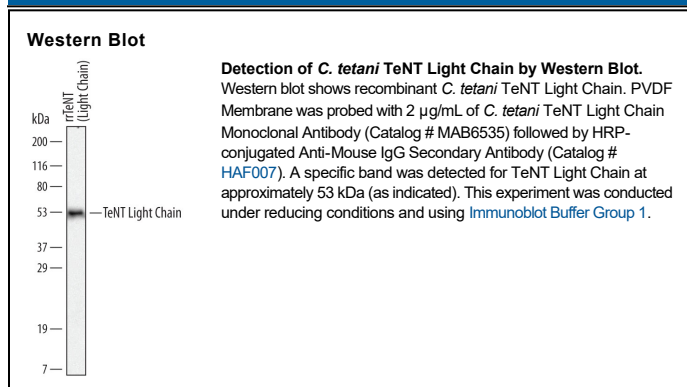 Western Blot
kDa
rrTeNT
(Light Chain)
200
116
80
53
TeNT Light Chain
37
29
19
7
Detection of C. tetani TeNT Light Chain by Western Blot.
Western blot shows recombinant C. tetani TeNT Light Chain. PVDF
Membrane was probed with 2 µg/mL of C. tetani TeNT Light Chain
Monoclonal Antibody (Catalog # MAB6535) followed by HRP-
conjugated Anti-Mouse IgG Secondary Antibody (Catalog #
HAF007). A specific band was detected for TeNT Light Chain at
approximately 53 kDa (as indicated). This experiment was conducted
under reducing conditions and using Immunoblot Buffer Group 1.